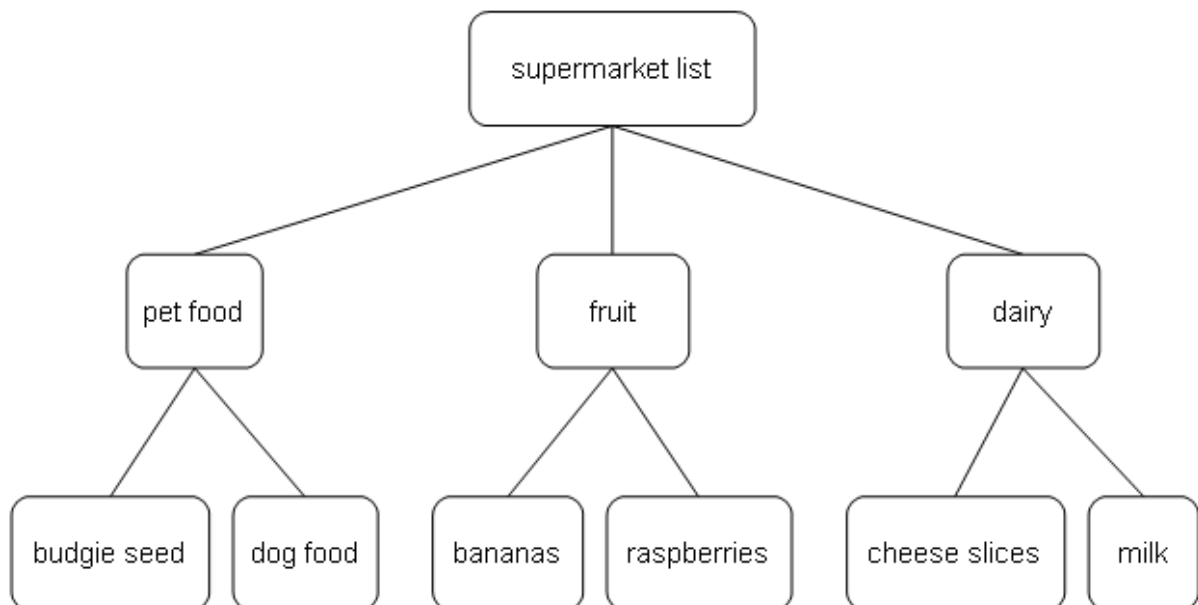 supermarket list
pet food
fruit
dairy
budgie seed
dog food
bananas
raspberries
cheese slices
milk